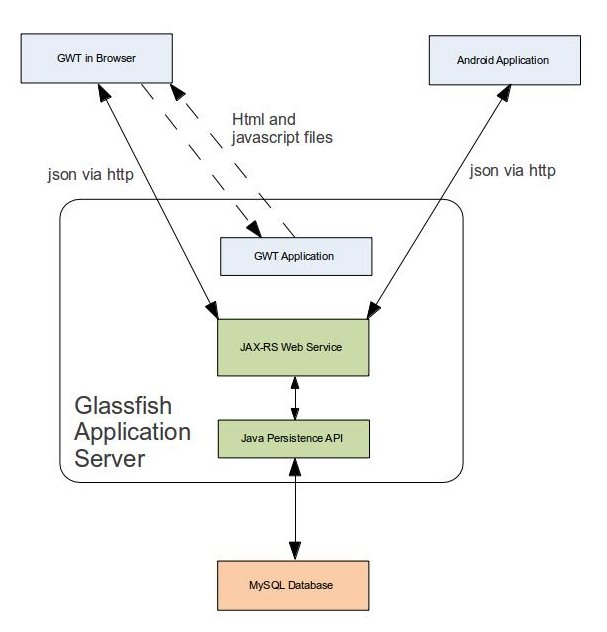 GWT in Browser
Android Application
Html and
javascript files
json via http
json via http
GWT Application
JAX-RS Web Service
Glassfish
Application
Server
Java Persistence API
MySQL Database